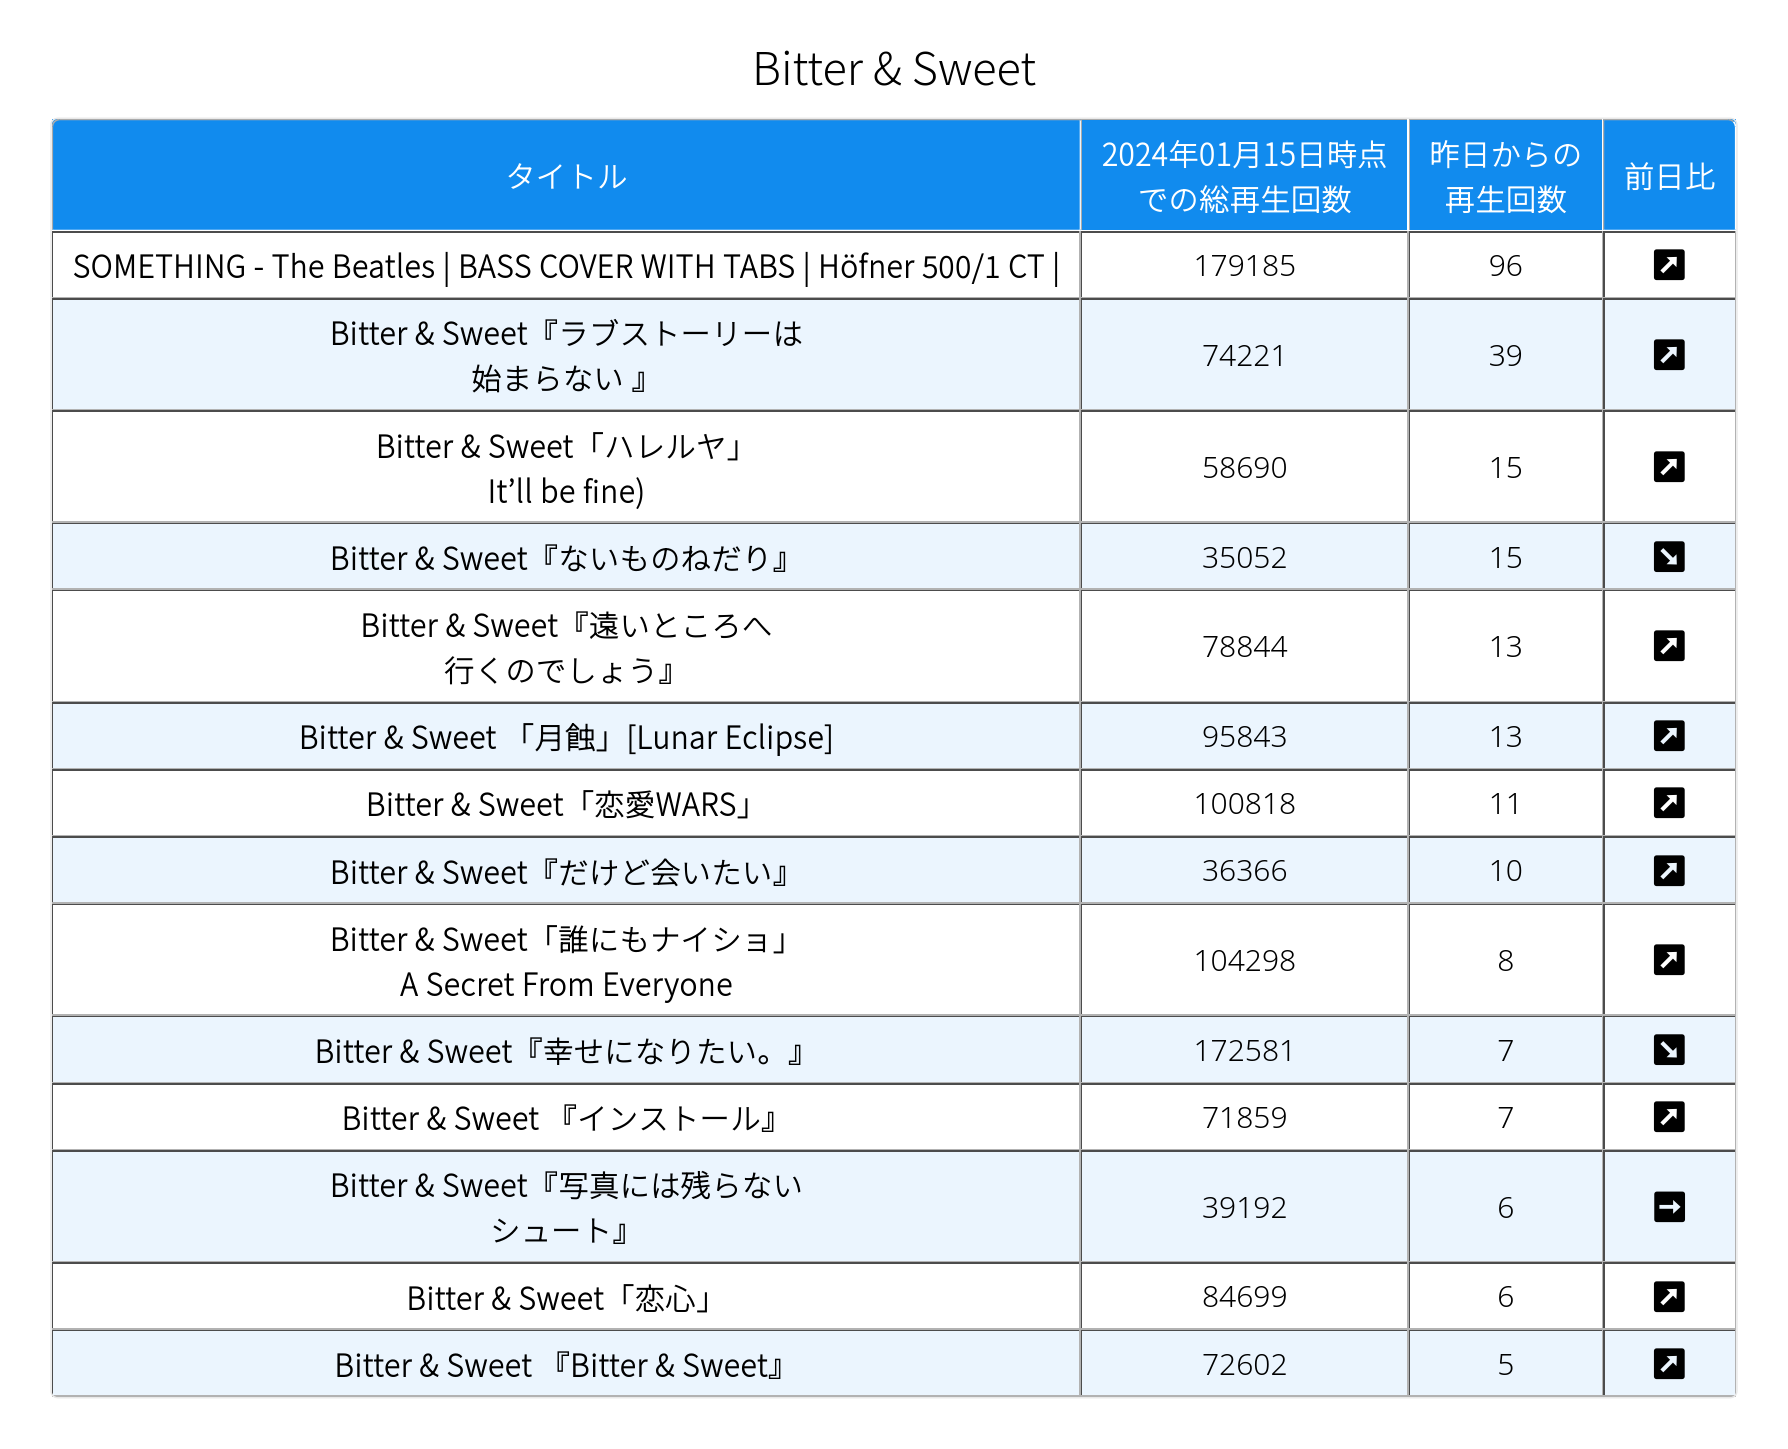 Bitter & Sweet
タイトル
2024年01月15日時点
での総再生回数
昨日からの
再生回数
前日比
SOMETHING - The Beatles | BASS COVER WITH TABS | Höfner 500/1 CT |
179185
96
↗
Bitter & Sweet『ラブストーリーは
始まらない 』
74221
39
↗
Bitter & Sweet「ハレルヤ」
It’ll be fine)
58690
15
↗
Bitter & Sweet『ないものねだり』
35052
15
↘
Bitter & Sweet『遠いところへ
行くのでしょう』
78844
13
↗
Bitter & Sweet 「月蝕」[Lunar Eclipse]
95843
13
↗
Bitter & Sweet「恋愛WARS」
100818
11
↗
Bitter & Sweet『だけど会いたい』
36366
10
↗
Bitter & Sweet「誰にもナイショ」
A Secret From Everyone
104298
8
↗
Bitter & Sweet『幸せになりたい。』
172581
7
↘
Bitter & Sweet 『インストール』
71859
7
↗
Bitter & Sweet『写真には残らない
シュート』
39192
6
➡
Bitter & Sweet「恋心」
84699
6
↗
Bitter & Sweet 『Bitter & Sweet』
72602
5
↗